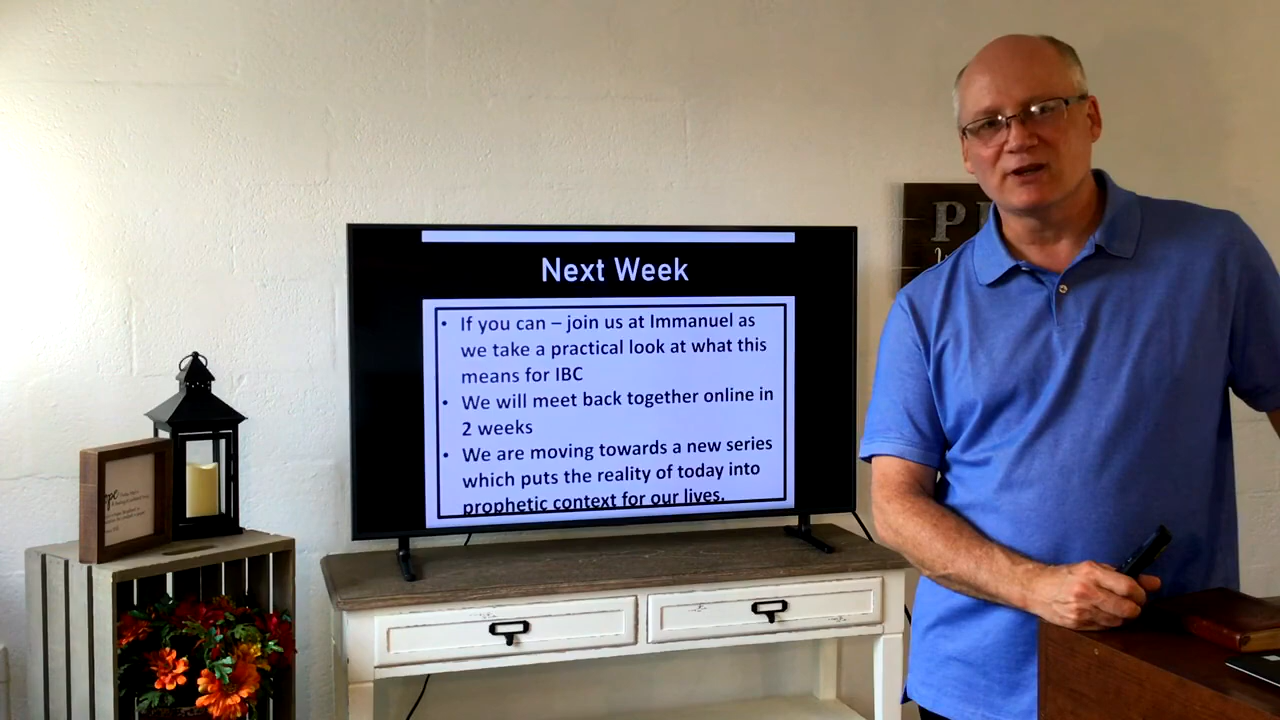 Next Week
• If you can – join us at Immanuel as
we take a practical look at what this
means for IBC
• We will meet back together online in
2 weeks
• We are moving towards a new series
which puts the reality of today into
prophetic context for our lives.
P